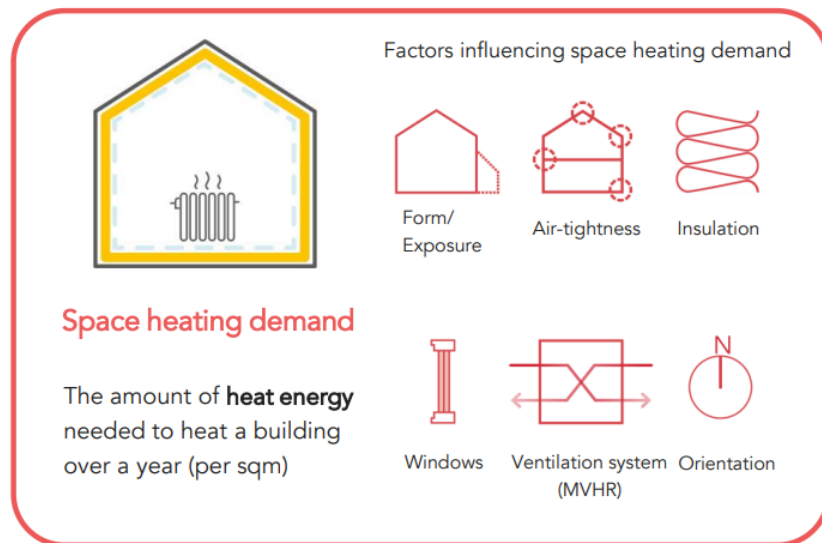 Factors influencing space heating demand
Form/
Exposure
Air-tightness
Insulation
Space heating demand
The amount of heat energy
needed to heat a building
over a year (per sqm)
N
Windows
Ventilation system
(MVHR)
Orientation